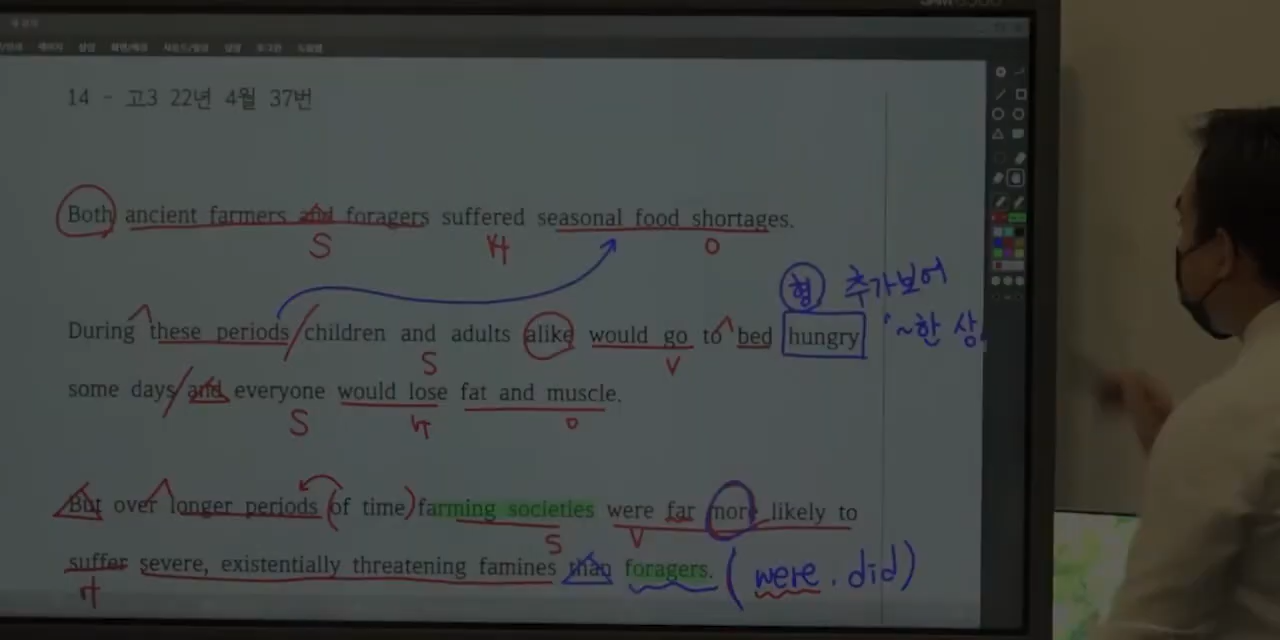 14 - 고3 22년 4월 37번
Both ancient farmers and foragers suffered seasonal food shortages.
S
O
형 추가보어
During these periods children and adults alike would go to bed hungry ~한 상
S
V
some days and everyone would lose fat and muscle.
S
O
But over longer periods (of time) farming societies were far more likely to
S
V
suffer severe, existentially threatening famines than foragers. (were. did)